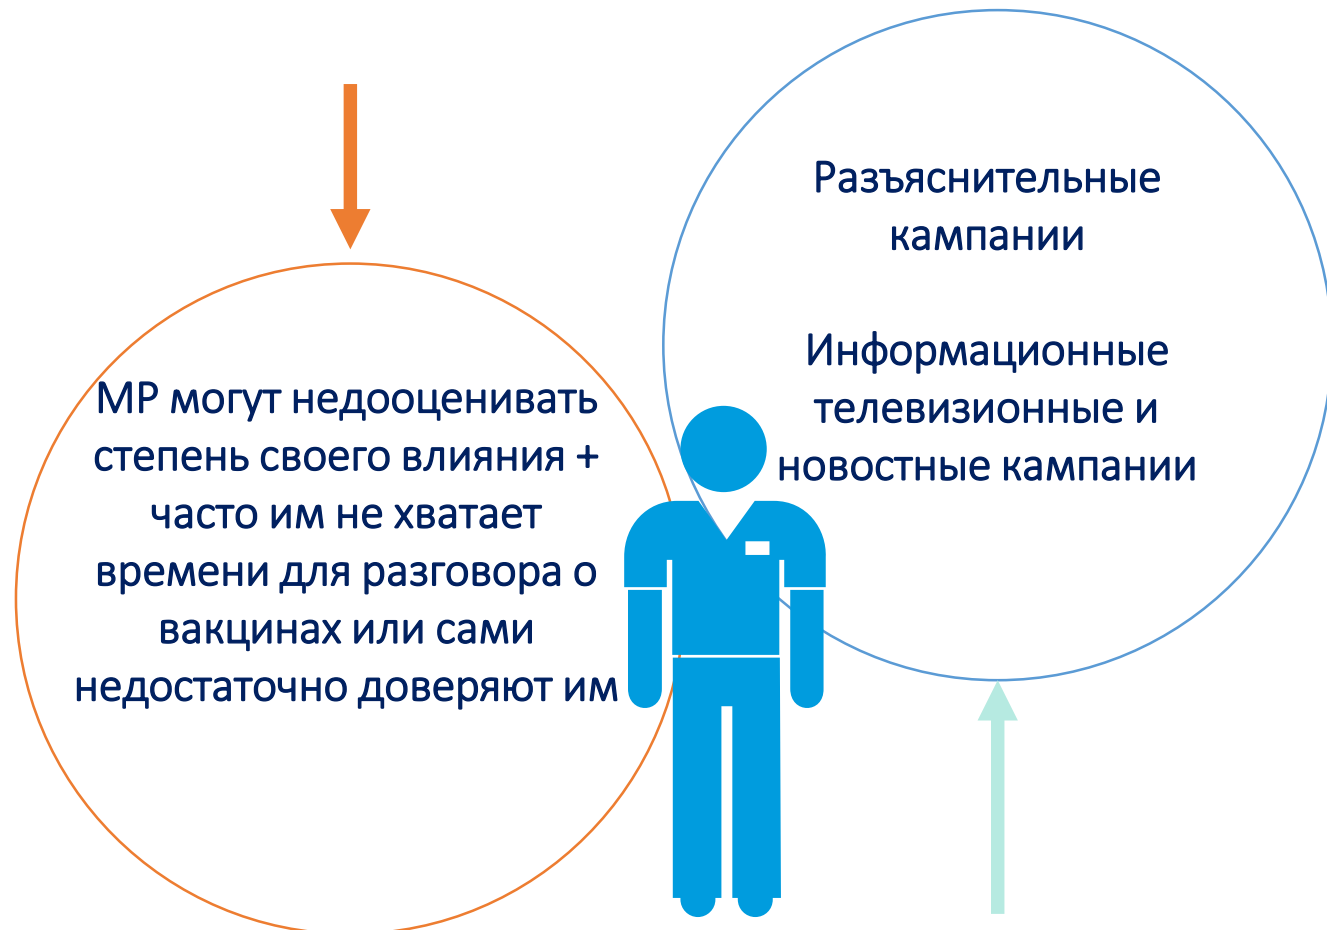 МР могут недооценивать
степень своего влияния +
часто им не хватает
времени для разговора о
вакцинах или сами
недостаточно доверяют им
Разъяснительные
кампании
Информационные
телевизионные и
новостные кампании